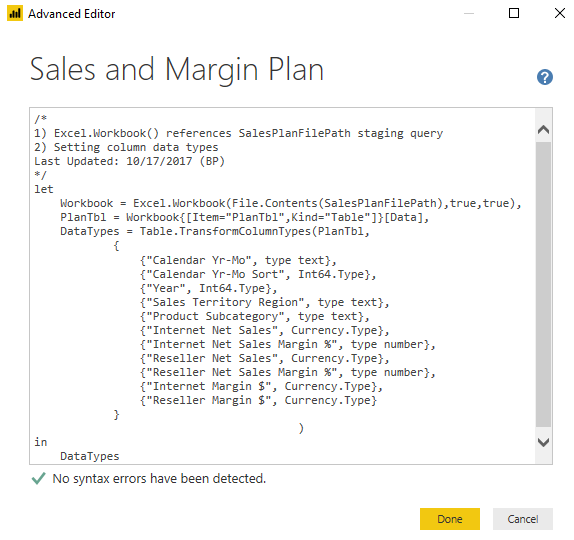 Advanced Editor
Sales and Margin Plan
?
/*
1) Excel.Workbook() references SalesPlanFilePath staging query
2) Setting column data types
Last Updated: 10/17/2017 (BP)
*/
let
    Workbook = Excel.Workbook(File.Contents(SalesPlanFilePath),true,true),
    PlanTbl = Workbook{[Item="PlanTbl",Kind="Table"]}[Data],
    DataTypes = Table.TransformColumnTypes(PlanTbl,
            {
                {"Calendar Yr-Mo", type text},
                {"Calendar Yr-Mo Sort", Int64.Type},
                {"Year", Int64.Type},
                {"Sales Territory Region", type text},
                {"Product Subcategory", type text},
                {"Internet Net Sales", Currency.Type},
                {"Internet Net Sales Margin %", type number},
                {"Reseller Net Sales", Currency.Type},
                {"Reseller Net Sales Margin %", type number},
                {"Internet Margin $", Currency.Type},
                {"Reseller Margin $", Currency.Type}
            }
                                        )
in
    DataTypes
No syntax errors have been detected.
Done Cancel